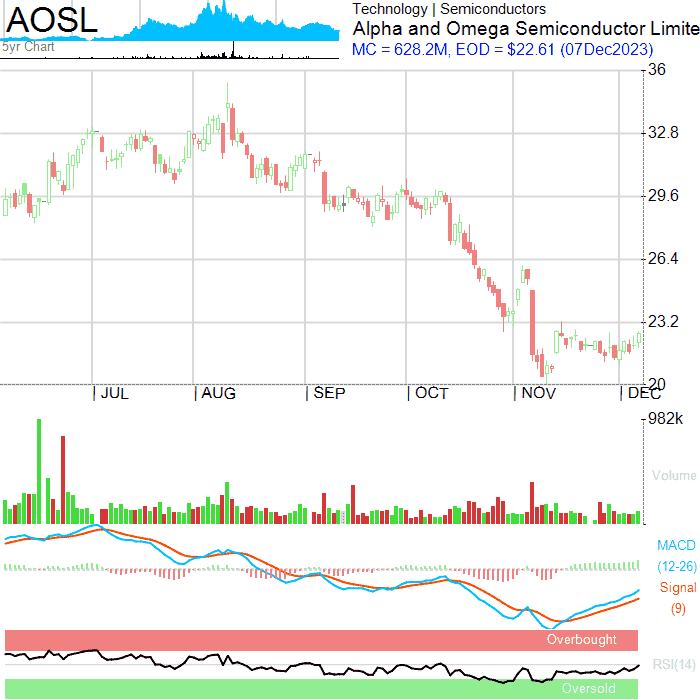 AOSL
5yr Chart
Technology | Semiconductors
Alpha and Omega Semiconductor Limite
MC = 628.2M, EOD = $22.61 (07Dec2023)
36
32.8
29.6
26.4
23.2
20
JUL AUG SEP OCT NOV DEC
982k
Volume
MACD
(12-26)
Signal
(9)
Overbought
RSI(14)
Oversold